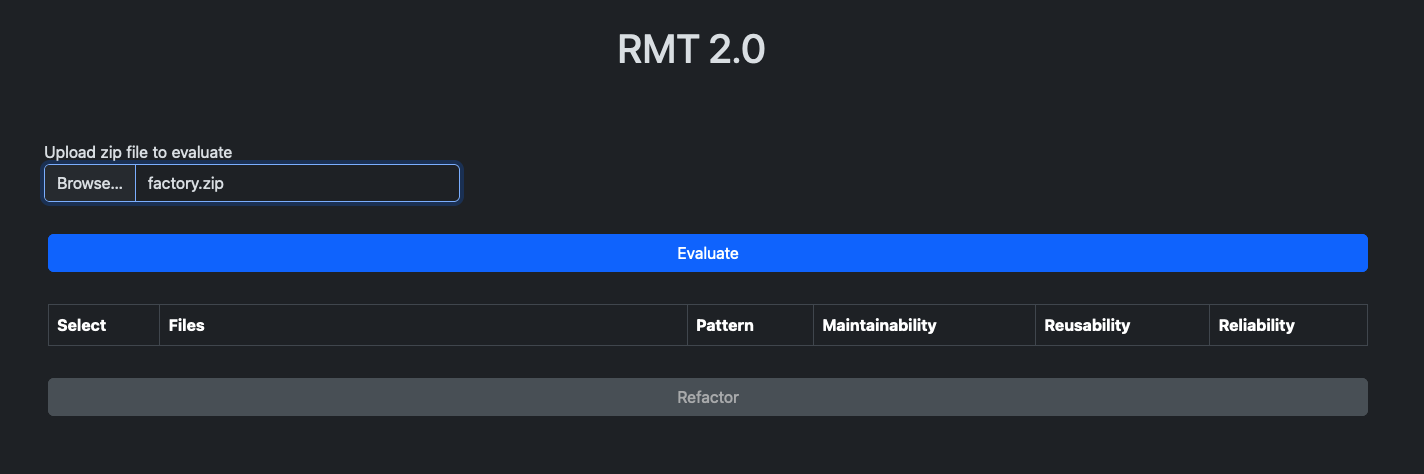 RMT 2.0
Upload zip file to evaluate
Browse... factory.zip
Evaluate
Select Files Pattern Maintainability Reusability Reliability
Refactor